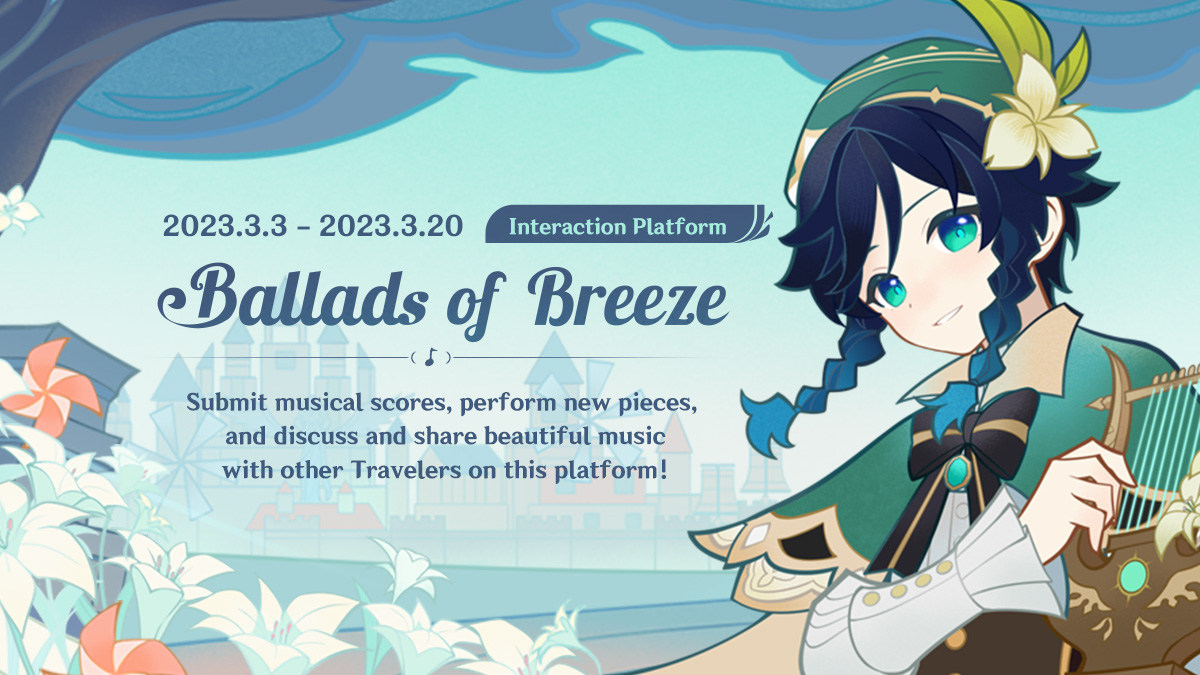 2023.3.3 – 2023.3.20
Interaction Platform
Ballads of Breeze
Submit musical scores, perform new pieces,
and discuss and share beautiful music
with other Travelers on this platform!